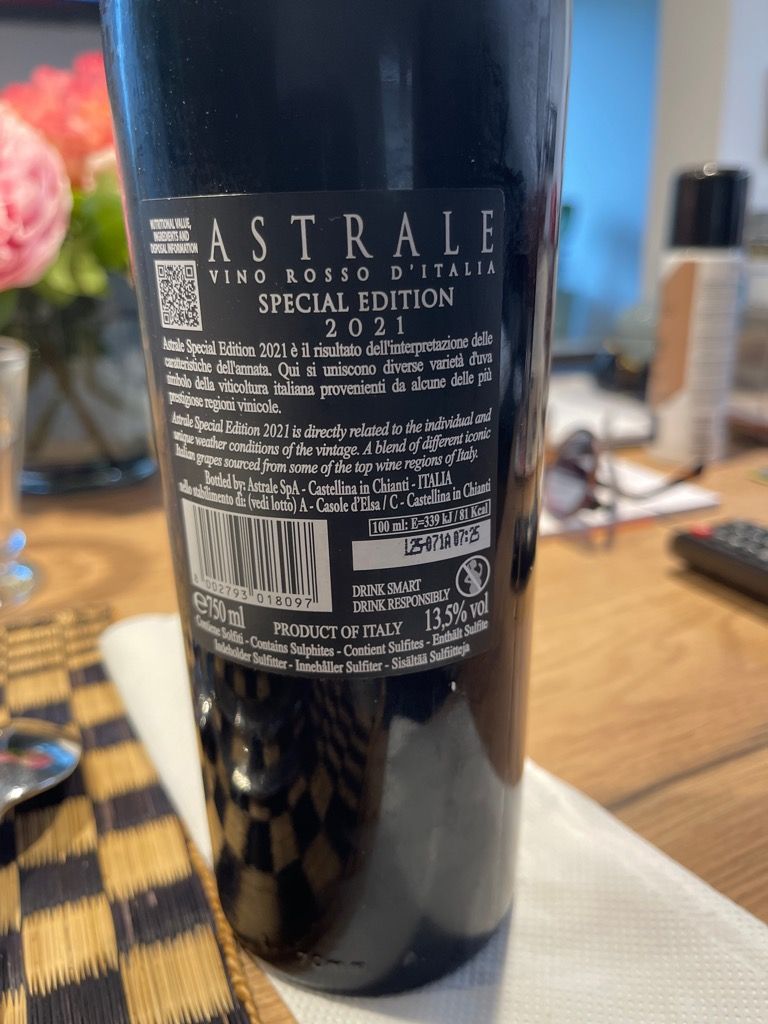 NUTRITIONAL VALUE,
INGREDIENTS AND
DISPOSAL INFORMATION
ASTRALE
VINO ROSSO D'ITALIA
SPECIAL EDITION
2021
Astrale Special Edition 2021 è il risultato dell'interpretazione delle
caratteristiche dell'annata. Qui si uniscono diverse varietà d'uva
simbolo della viticoltura italiana provenienti da alcune delle più
prestigiose regioni vinicole.
Astrale Special Edition 2021 is directly related to the individual and
unique weather conditions of the vintage. A blend of different iconic
Italian grapes sourced from some of the top wine regions of Italy.
Bottled by: Astrale SpA - Castellina in Chianti - ITALIA
nello stabilimento di: (vedi lotto) A - Casole d'Elsa / C - Castellina in Chianti
100 ml: E=339 kJ / 81 Kcal
L25-071A 07:25
8 002793 018097
DRINK SMART
DRINK RESPONSIBLY
e 750 ml
PRODUCT OF ITALY
13,5% vol
Contiene Solfiti - Contains Sulphites - Contient Sulfites - Enthält Sulfite
Indeholder Sulfitter - Innehåller Sulfiter - Sisältää Sulfiitteja